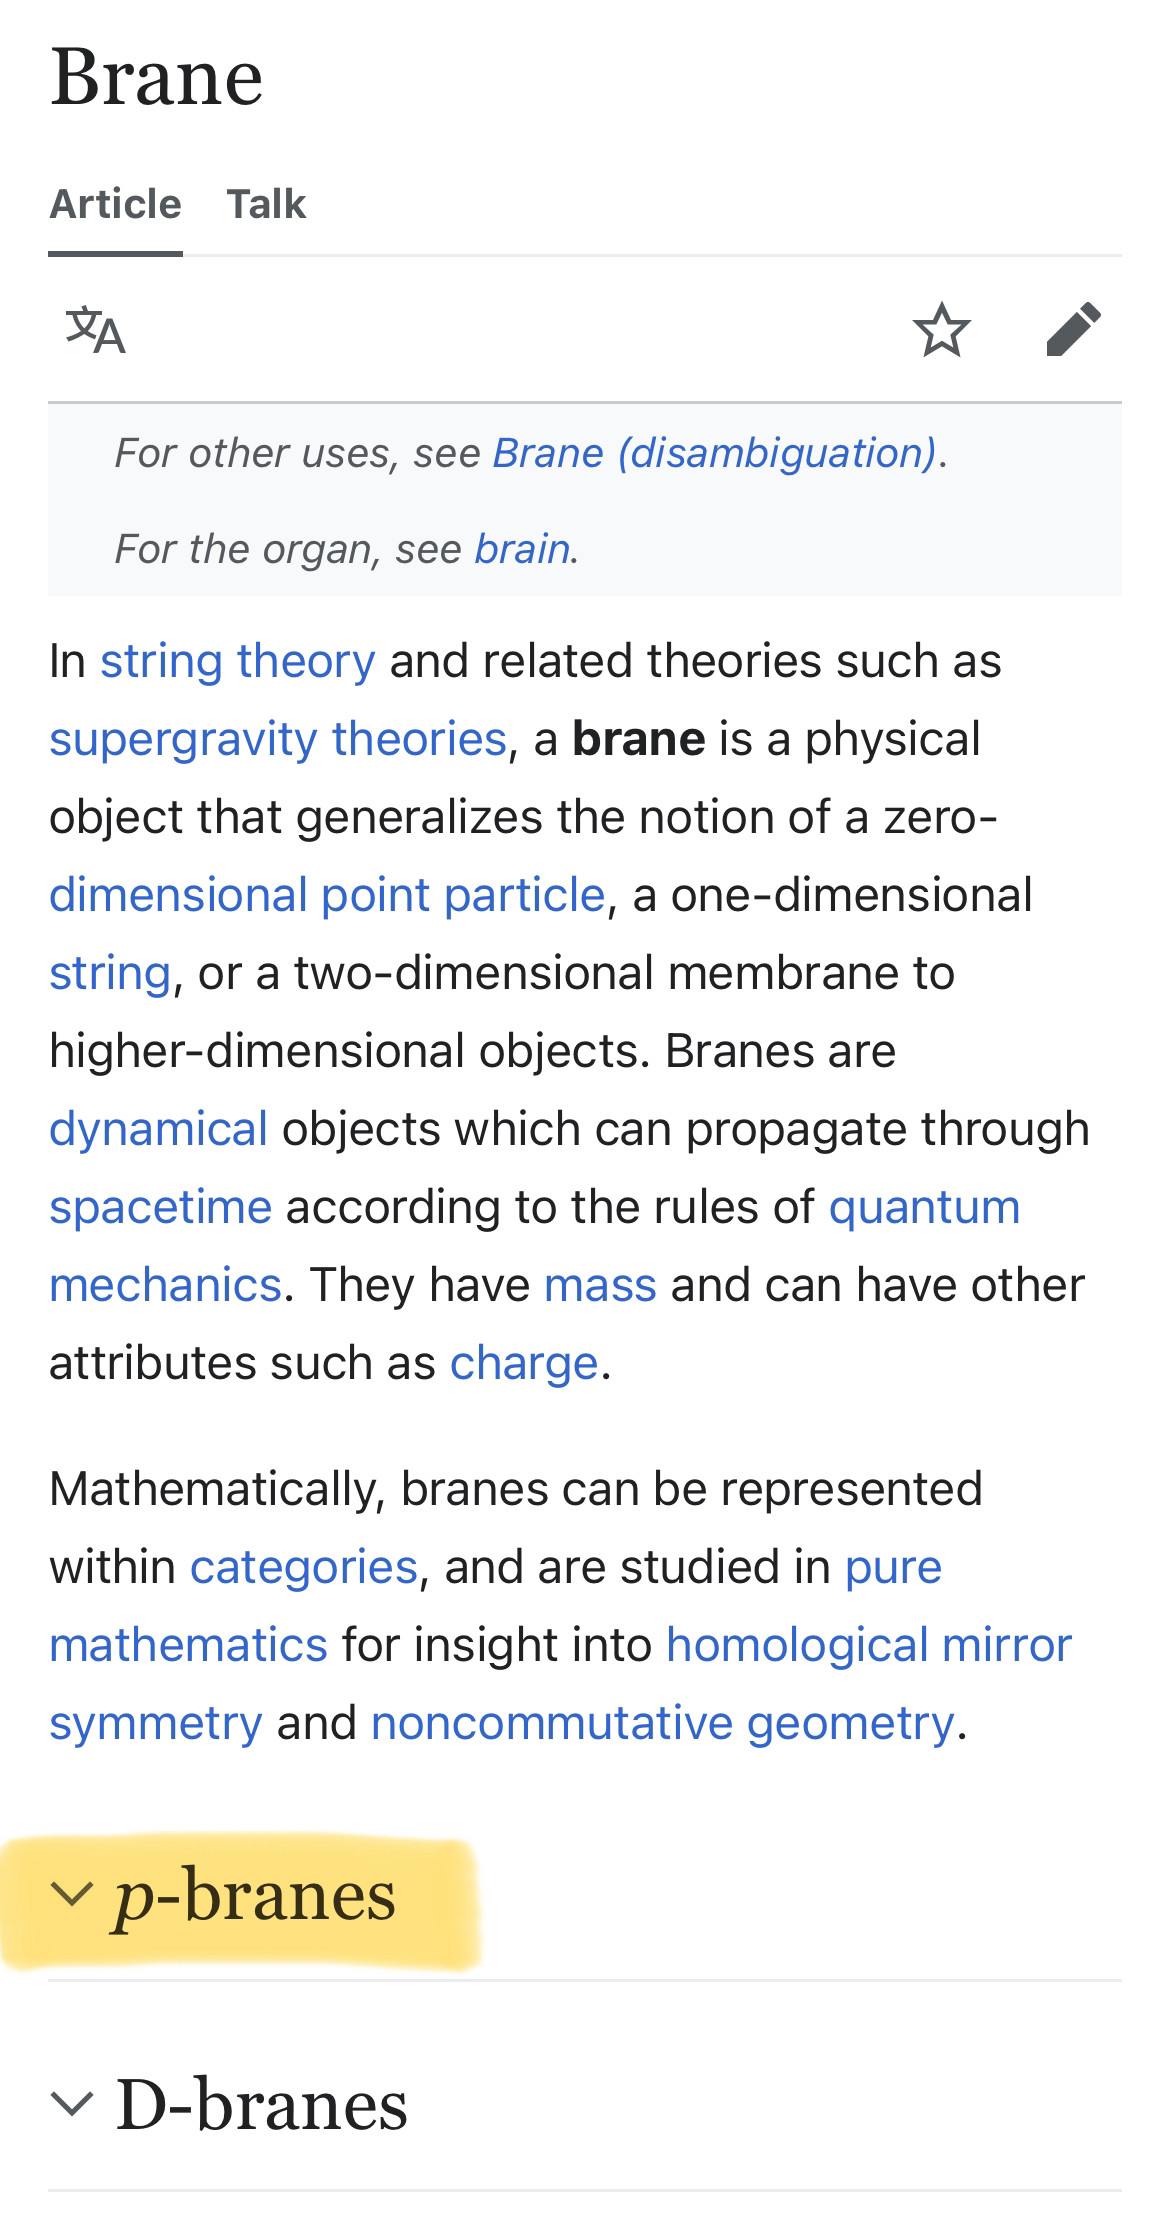 Brane
Article Talk
文A
For other uses, see Brane (disambiguation).
For the organ, see brain.
In string theory and related theories such as
supergravity theories, a brane is a physical
object that generalizes the notion of a zero-
dimensional point particle, a one-dimensional
string, or a two-dimensional membrane to
higher-dimensional objects. Branes are
dynamical objects which can propagate through
spacetime according to the rules of quantum
mechanics. They have mass and can have other
attributes such as charge.
Mathematically, branes can be represented
within categories, and are studied in pure
mathematics for insight into homological mirror
symmetry and noncommutative geometry.
p-branes
D-branes